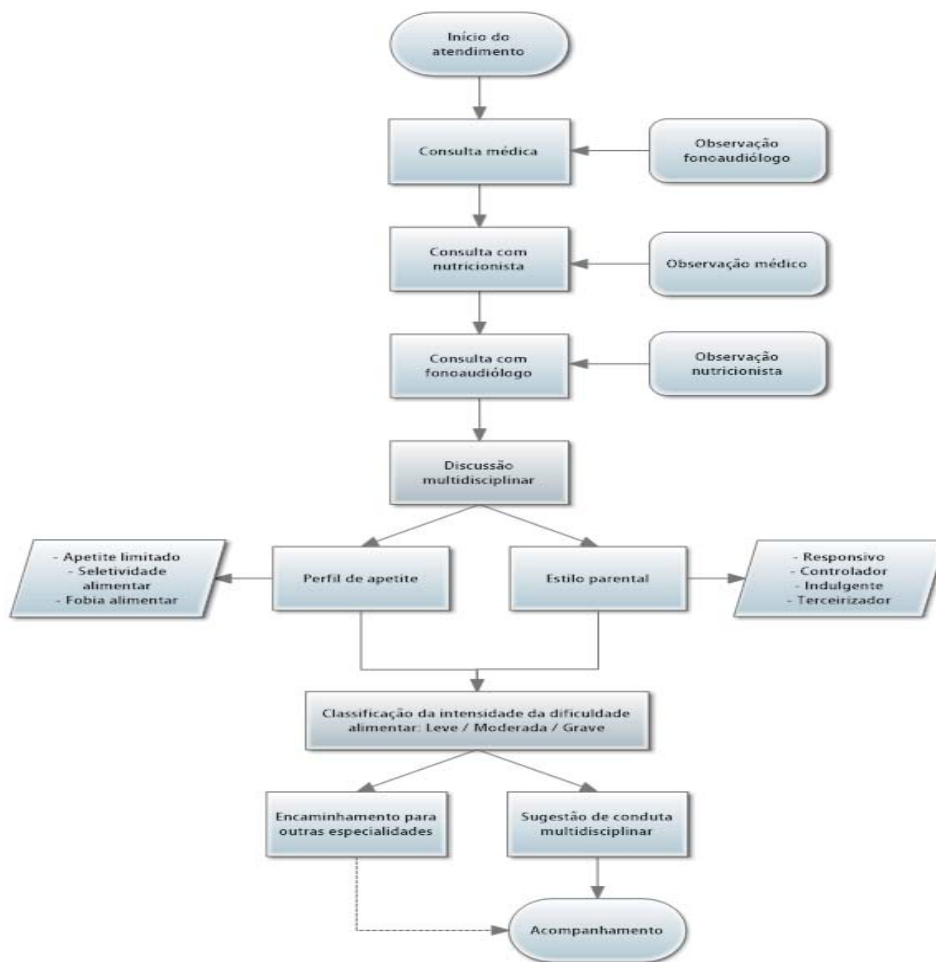 Início do
atendimento
Consulta médica
Observação
fonoaudiólogo
Consulta com
nutricionista
Observação médico
Consulta com
fonoaudiólogo
Observação
nutricionista
Discussão
multidisciplinar
- Apetite limitado
- Seletividade
alimentar
- Fobia alimentar
Perfil de apetite
Estilo parental
- Responsivo
- Controlador
- Indulgente
- Terceirizador
Classificação da intensidade da dificuldade
alimentar: Leve / Moderada / Grave
Encaminhamento para
outras especialidades
Sugestão de conduta
multidisciplinar
Acompanhamento